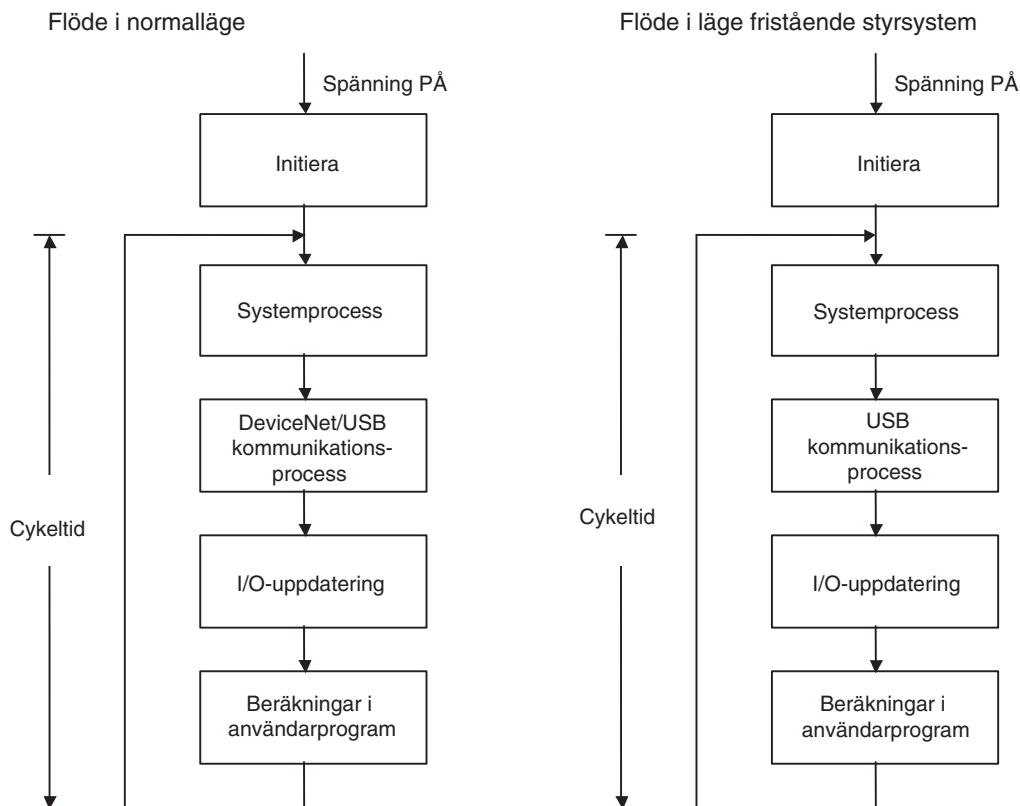 Flöde i normalläge
Spänning PÅ
Initiera
Systemprocess
DeviceNet/USB
kommunikations-
process
Cykeltid
I/O-uppdatering
Beräkningar i
användarprogram
Flöde i läge fristående styrsystem
Spänning PÅ
Initiera
Systemprocess
USB
kommunikations-
process
Cykeltid
I/O-uppdatering
Beräkningar i
användarprogram